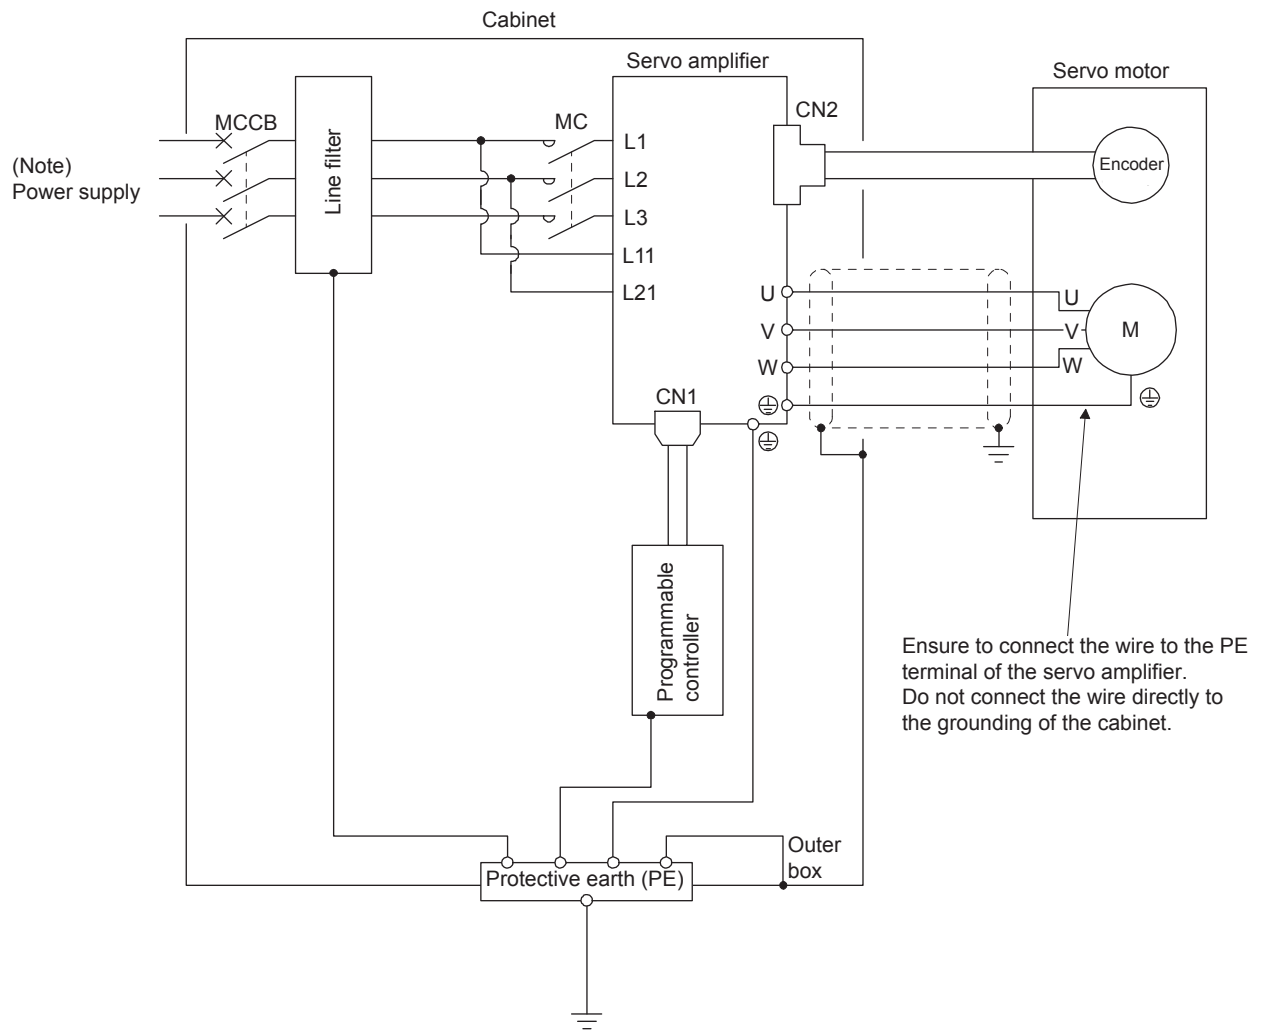 Cabinet
Servo amplifier
Servo motor
MCCB
MC
CN2
(Note)
Power supply
Line filter
L1
L2
L3
L11
L21
Encoder
U
V
W
U
V
W
M
CN1
Programmable
controller
Ensure to connect the wire to the PE
terminal of the servo amplifier.
Do not connect the wire directly to
the grounding of the cabinet.
Outer
box
Protective earth (PE)